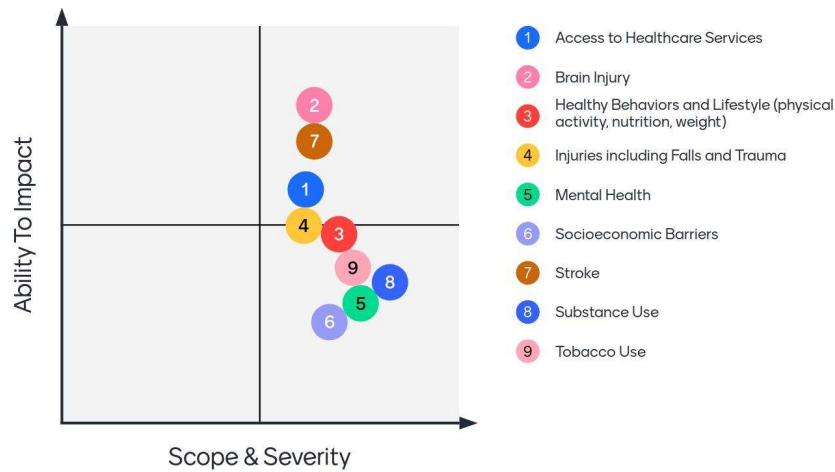 2
7
1
4
3
9
8
5
6
Ability To Impact
Scope & Severity
1 Access to Healthcare Services
2 Brain Injury
3 Healthy Behaviors and Lifestyle (physical
activity, nutrition, weight)
4 Injuries including Falls and Trauma
5 Mental Health
6 Socioeconomic Barriers
7 Stroke
8 Substance Use
9 Tobacco Use